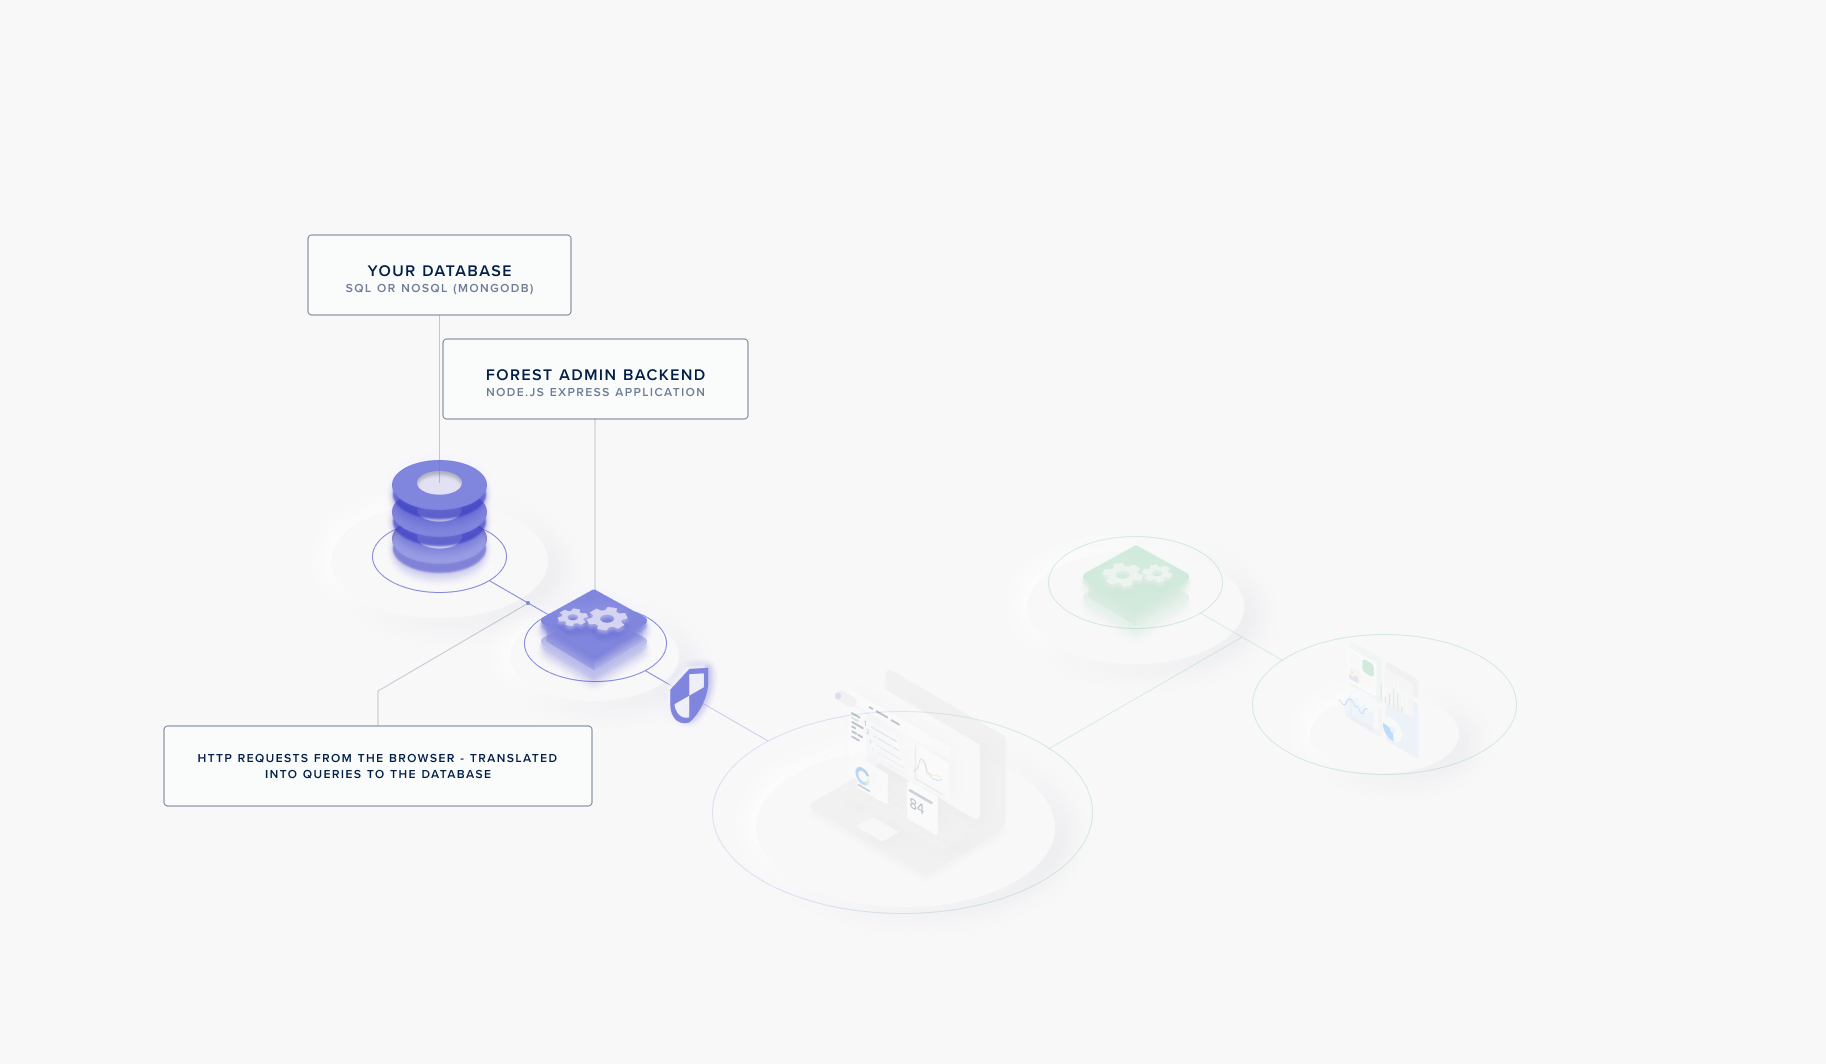 YOUR DATABASE
SQL OR NOSQL (MONGODB)
FOREST ADMIN BACKEND
NODE.JS EXPRESS APPLICATION
HTTP REQUESTS FROM THE BROWSER - TRANSLATED
INTO QUERIES TO THE DATABASE
84